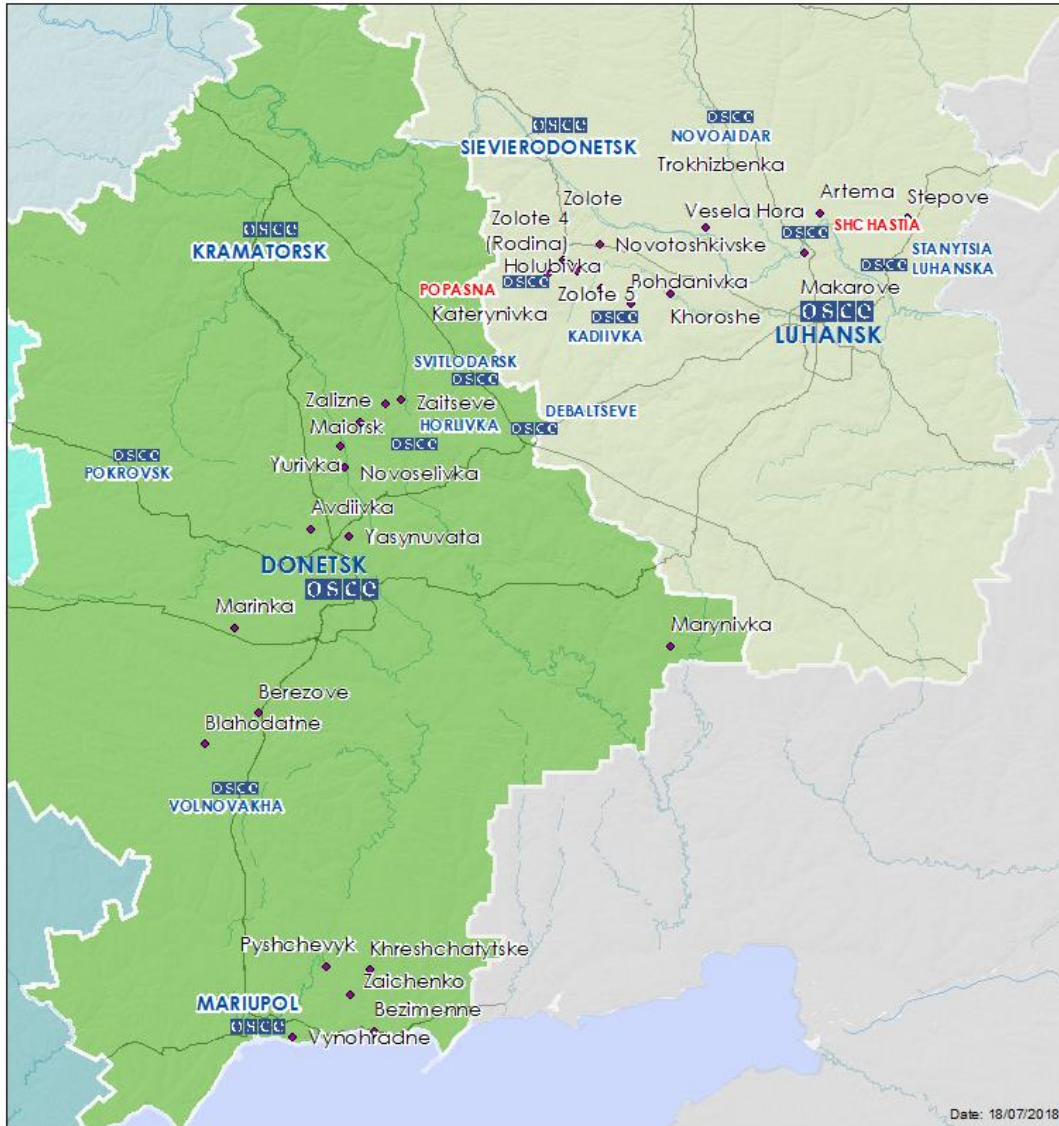 OSCE
NOVOAIDAR
OSCE
SIEVIERODONETSK
Trokhizbenka
Zolote
Artema
Stepove
Vesela Hora
SHCHASTIA
Zolote 4
(Rodina)
OSCE
KRAMATORSK
OSCE
Novotoshkivske
STANYTSIA
LUHANSKA
OSCE
Holubivka
POPASNA
OSCE
Bohdanivka
Zolote 5
Makarove
Katerynivka
Khoroshe
OSCE
OSCE
KADIIVKA
LUHANSK
SVITLODARSK
OSCE
Zalizne
Zaitseve
DEBALTSEVE
OSCE
Maiorsk
HORLIVKA
OSCE
OSCE
POKROVSK
Yurivka
Novoselivka
Avdiivka
Yasynuvata
DONETSK
OSCE
Marinka
Marynivka
Berezove
Blahodatne
OSCE
VOLNOVAKHA
Pyshchevyk
Khreshchatytske
Zaichenko
MARIUPOL
OSCE
Bezimenne
Vynohradne
Date: 18/07/2018